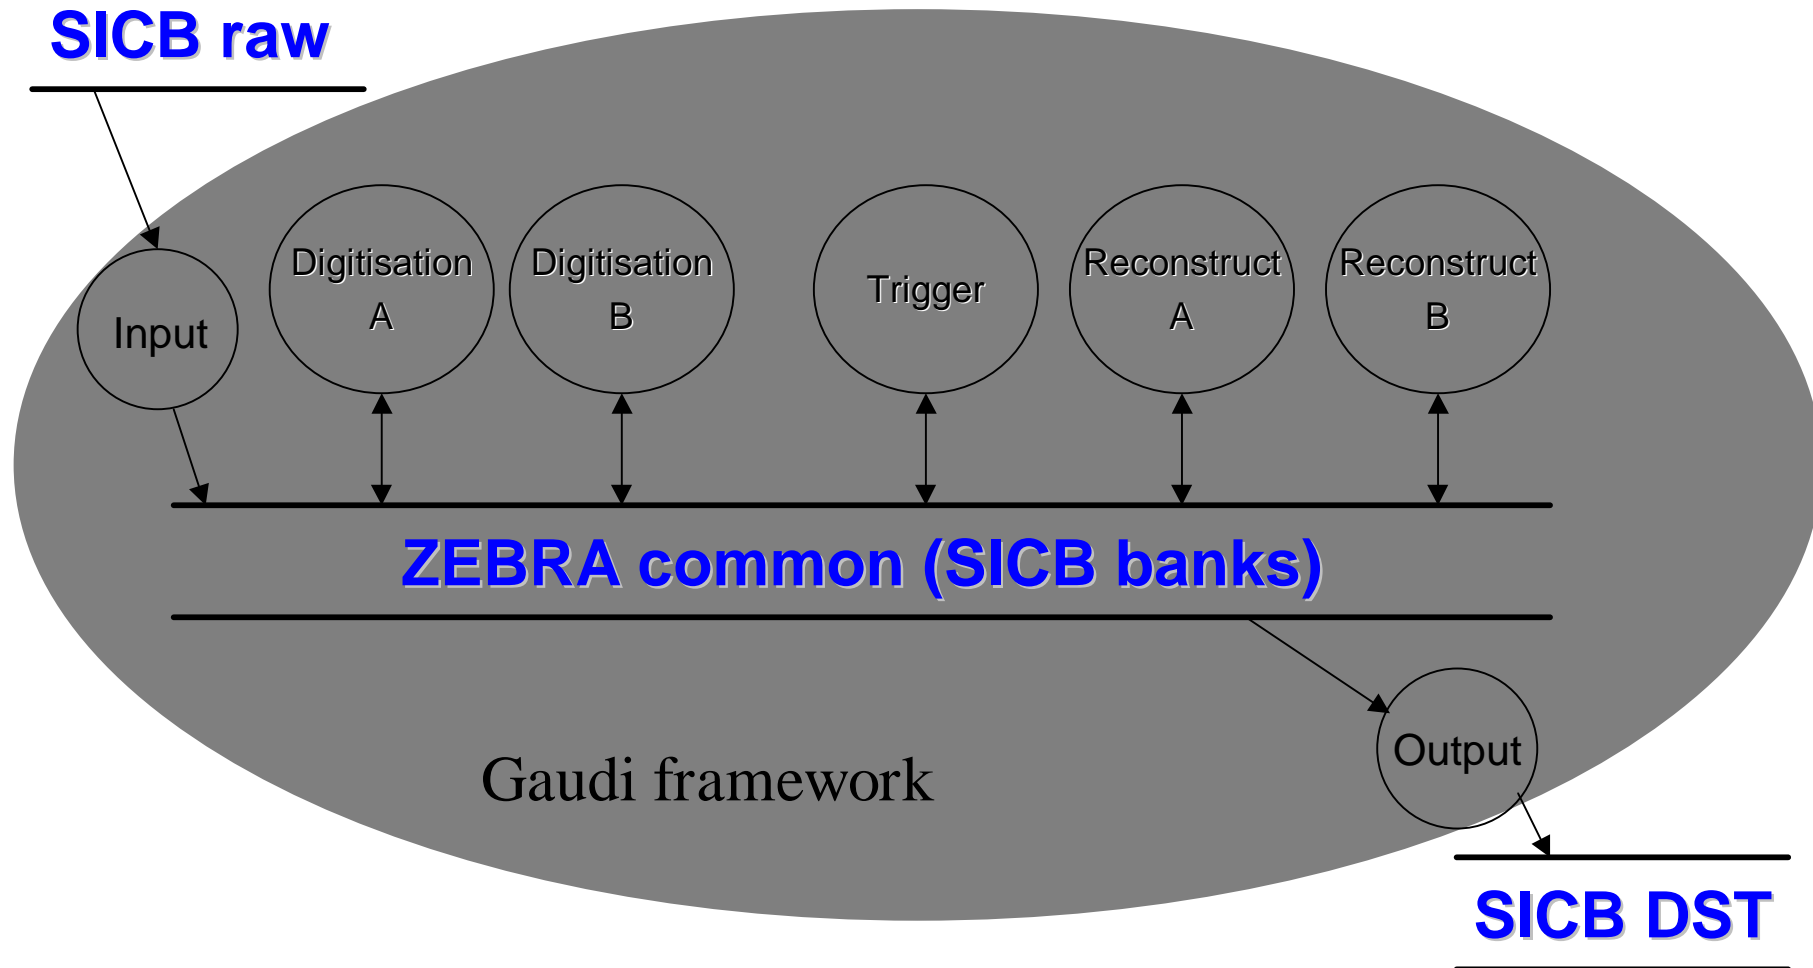 SICB raw
Input
Digitisation
A
Digitisation
B
Trigger
Reconstruct
A
Reconstruct
B
ZEBRA common (SICB banks)
Gaudi framework
Output
SICB DST